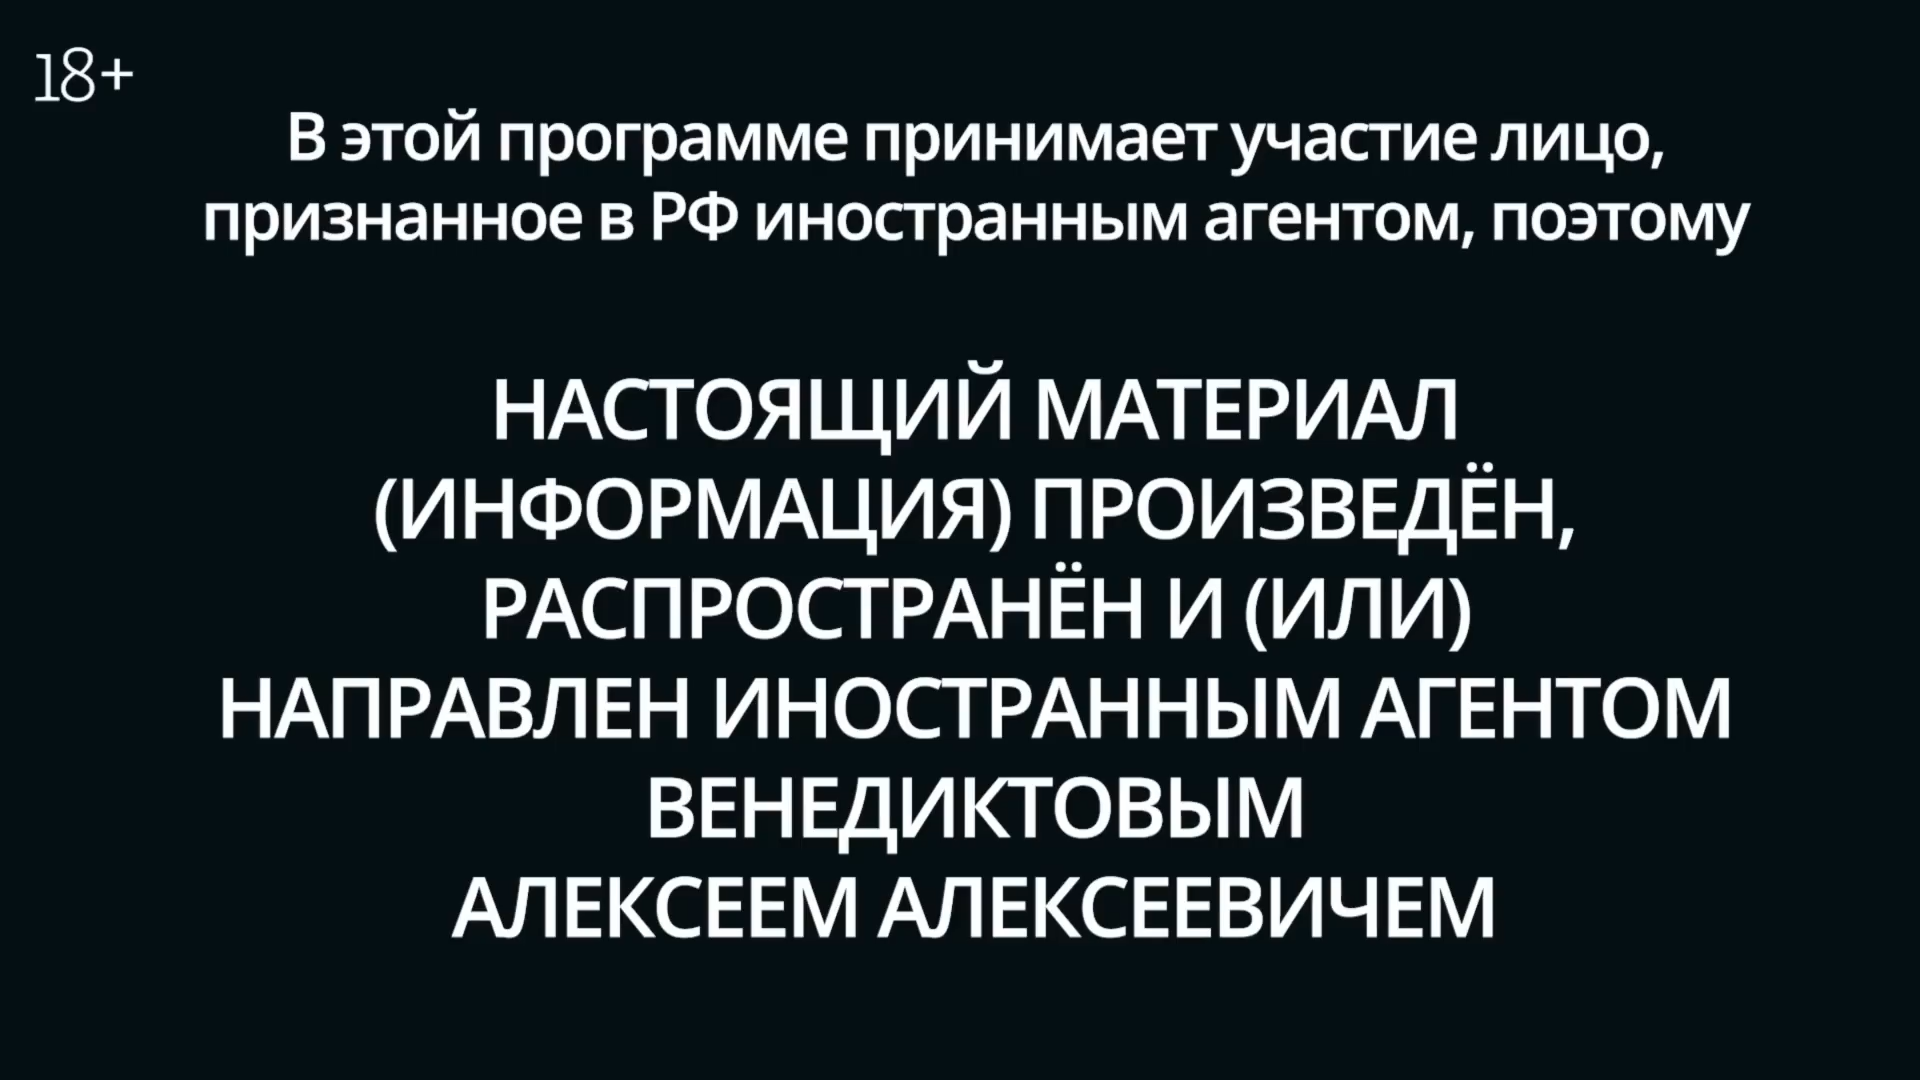 18+
В этой программе принимает участие лицо,
признанное в РФ иностранным агентом, поэтому
НАСТОЯЩИЙ МАТЕРИАЛ
(ИНФОРМАЦИЯ) ПРОИЗВЕДЁН,
РАСПРОСТРАНЁН И (ИЛИ)
НАПРАВЛЕН ИНОСТРАННЫМ АГЕНТОМ
ВЕНЕДИКТОВЫМ
АЛЕКСЕЕМ АЛЕКСЕЕВИЧЕМ